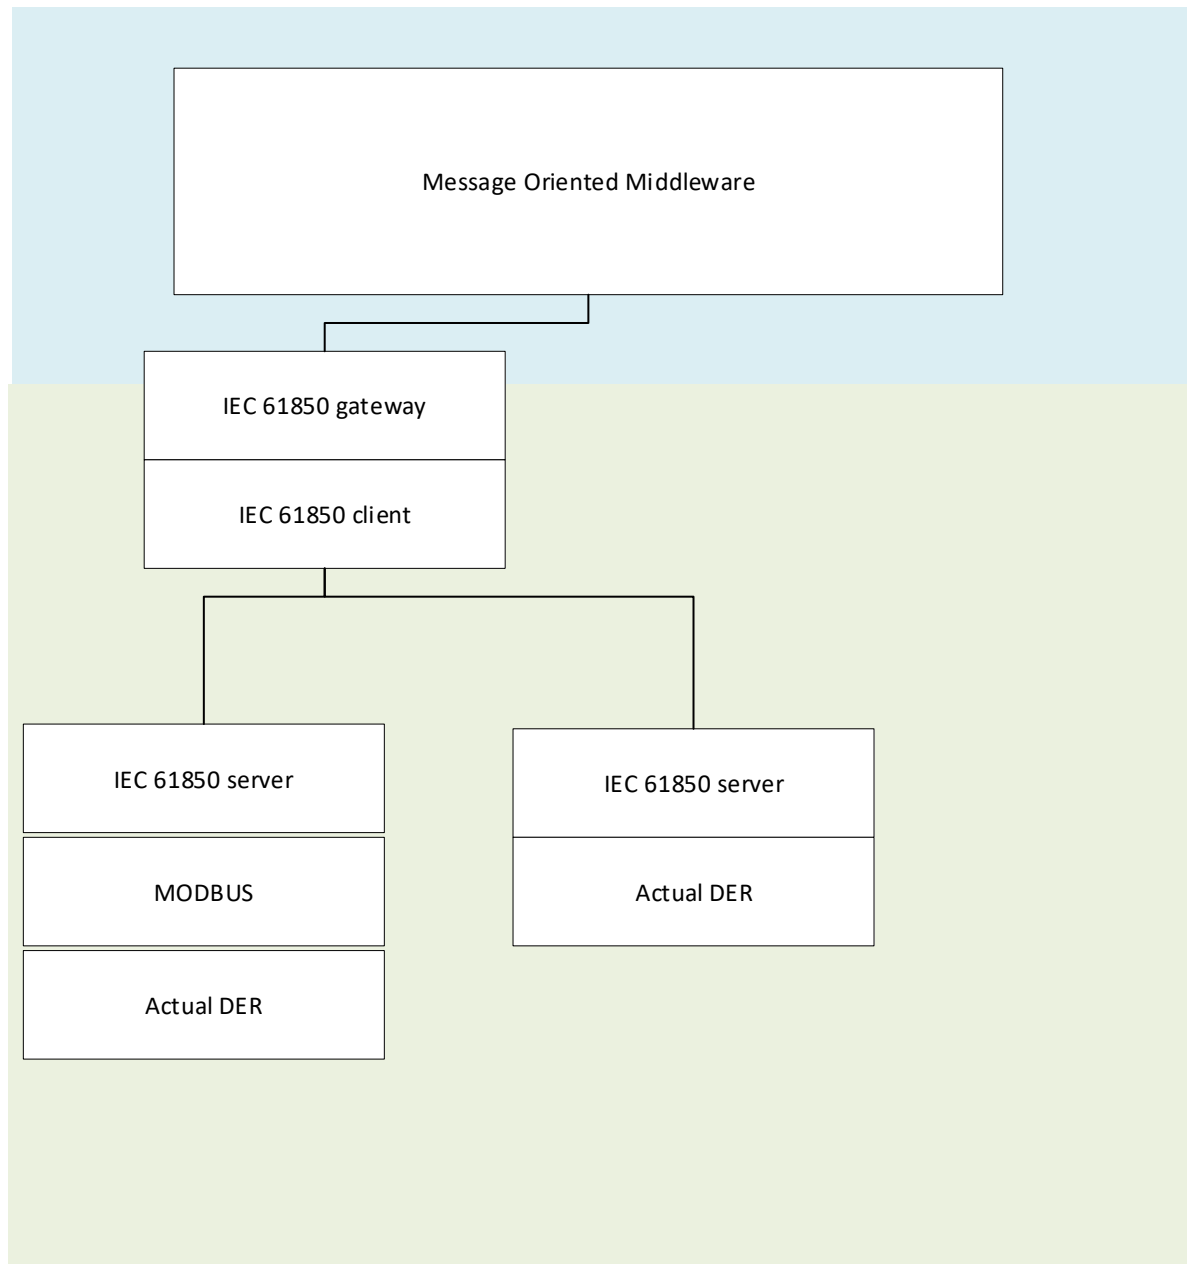 Message Oriented Middleware
IEC 61850 gateway
IEC 61850 client
IEC 61850 server
MODBUS
Actual DER
IEC 61850 server
Actual DER